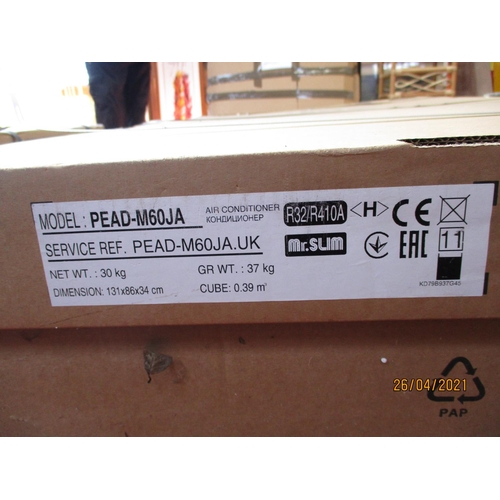 MODEL : PEAD-M60JA
AIR CONDITIONER
КОНДИЦИОНЕР
R32/R410A
<H>
CE
SERVICE REF. PEAD-M60JA.UK
Mr.SLIM
EAC
11
NET WT. : 30 kg
GR WT. : 37 kg
DIMENSION: 131x86x34 cm
CUBE: 0.39 m³
KD79B937G45
26/04/2021
PAP